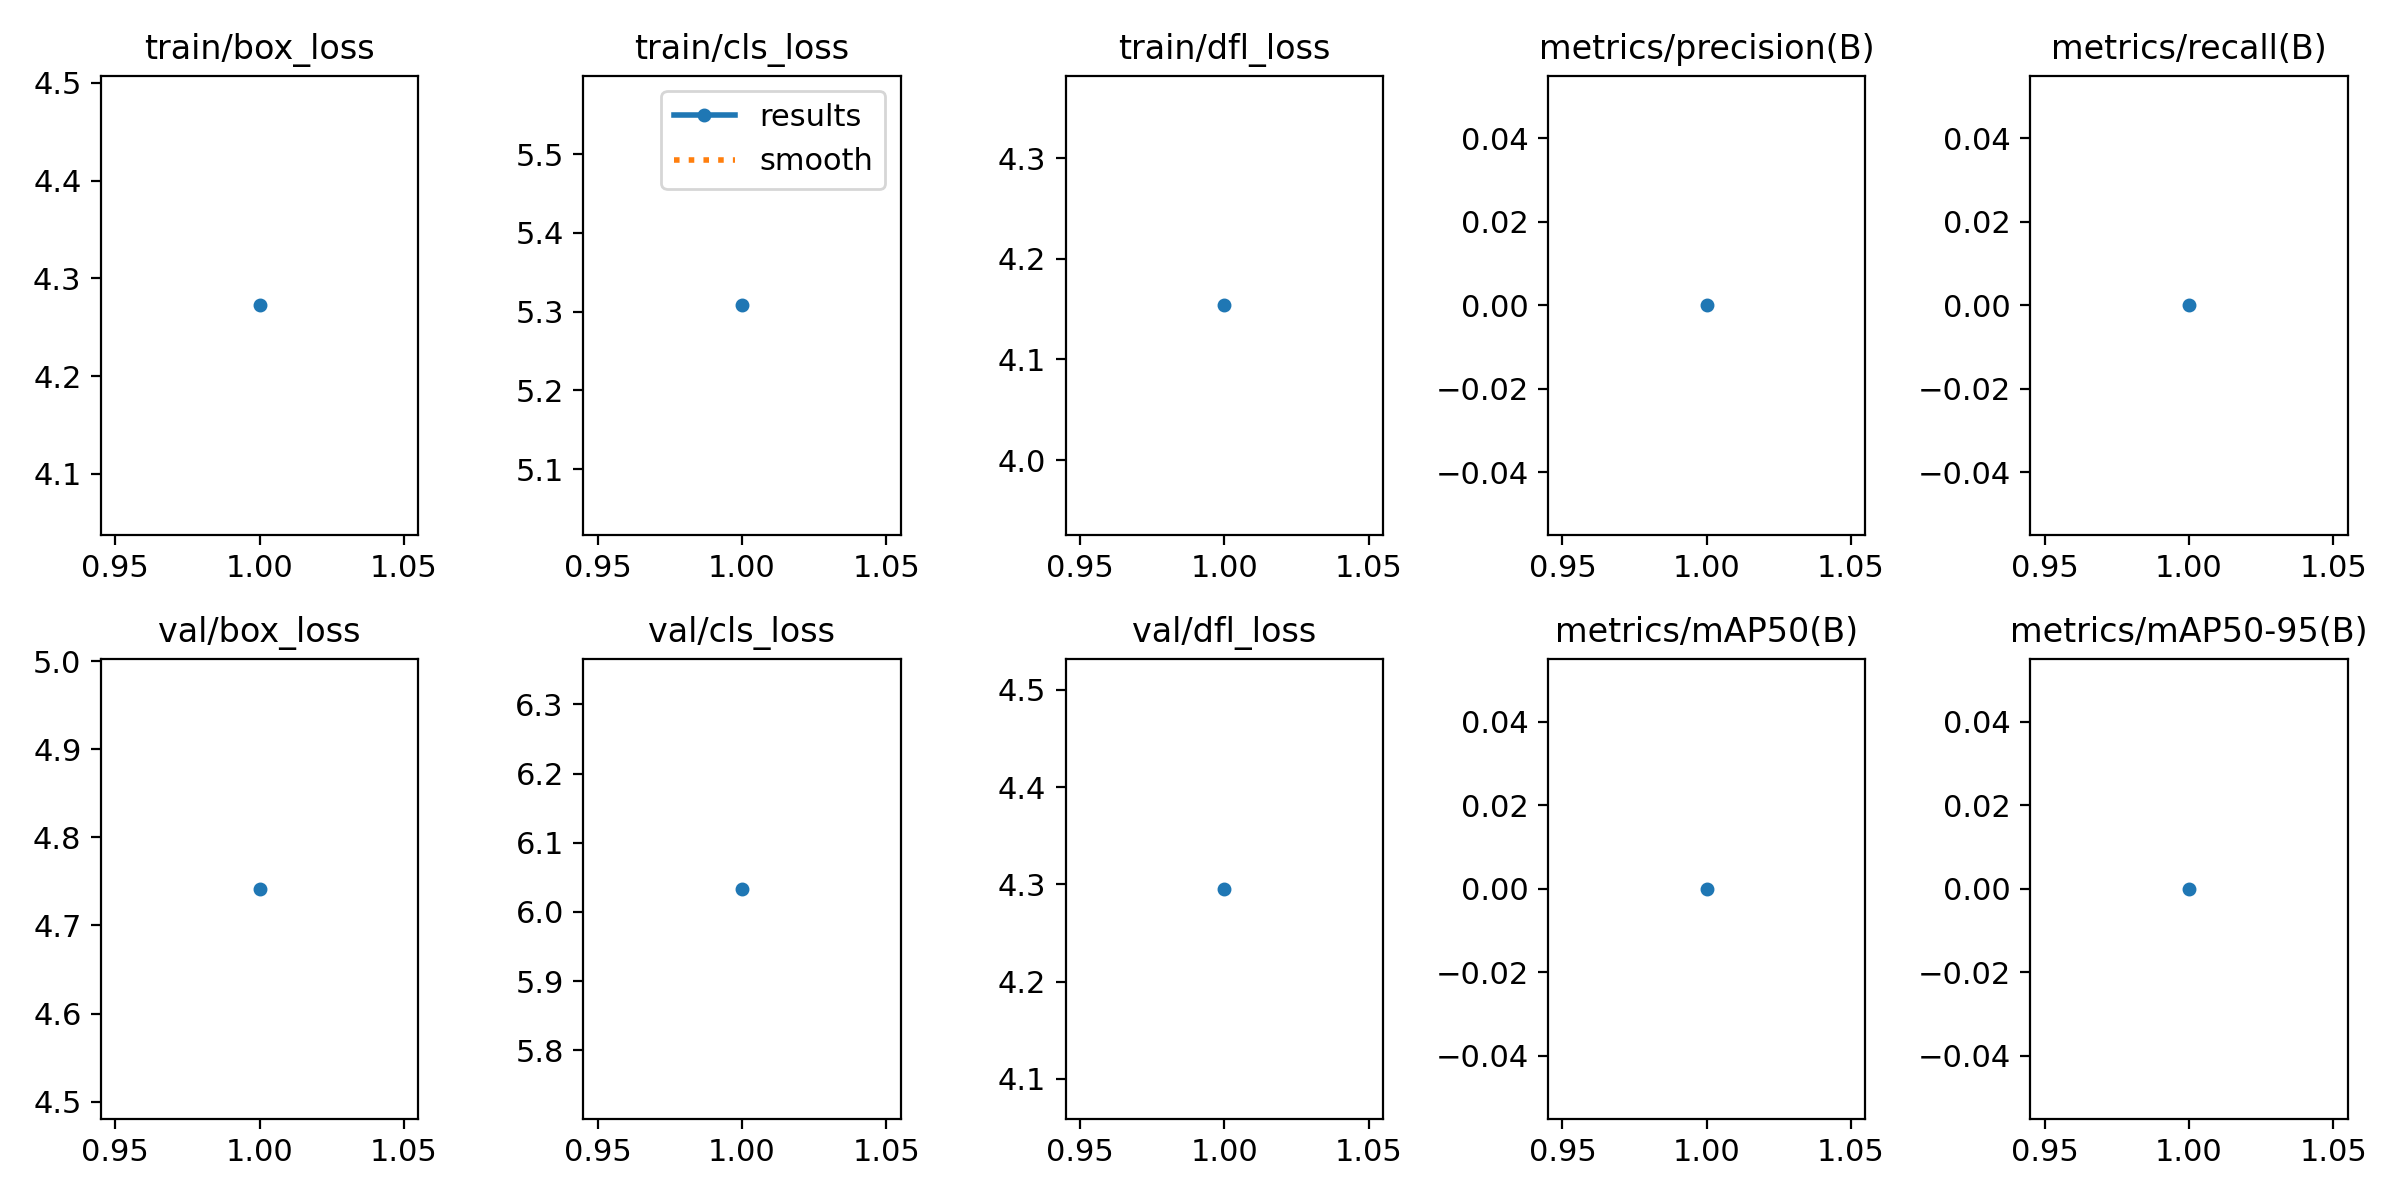 train/box_loss
4.5
4.4
4.3
4.2
4.1
0.95 1.00 1.05
train/cls_loss
results
smooth
5.5
5.4
5.3
5.2
5.1
0.95 1.00 1.05
train/dfl_loss
4.3
4.2
4.1
4.0
0.95 1.00 1.05
metrics/precision(B)
0.04
0.02
0.00
−0.02
−0.04
0.95 1.00 1.05
metrics/recall(B)
0.04
0.02
0.00
−0.02
−0.04
0.95 1.00 1.05
val/box_loss
5.0
4.9
4.8
4.7
4.6
4.5
0.95 1.00 1.05
val/cls_loss
6.3
6.2
6.1
6.0
5.9
5.8
0.95 1.00 1.05
val/dfl_loss
4.5
4.4
4.3
4.2
4.1
0.95 1.00 1.05
metrics/mAP50(B)
0.04
0.02
0.00
−0.02
−0.04
0.95 1.00 1.05
metrics/mAP50-95(B)
0.04
0.02
0.00
−0.02
−0.04
0.95 1.00 1.05